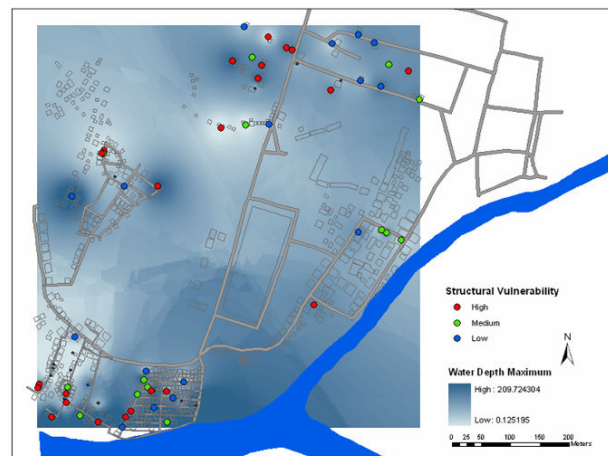 Structural Vulnerability
High
Medium
Low
N
Water Depth Maximum
High : 209.724304
Low : 0.125195
0 25 50 100 150 200
Meters